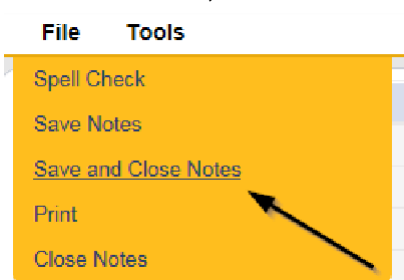 File Tools
Spell Check
Save Notes
Save and Close Notes
Print
Close Notes